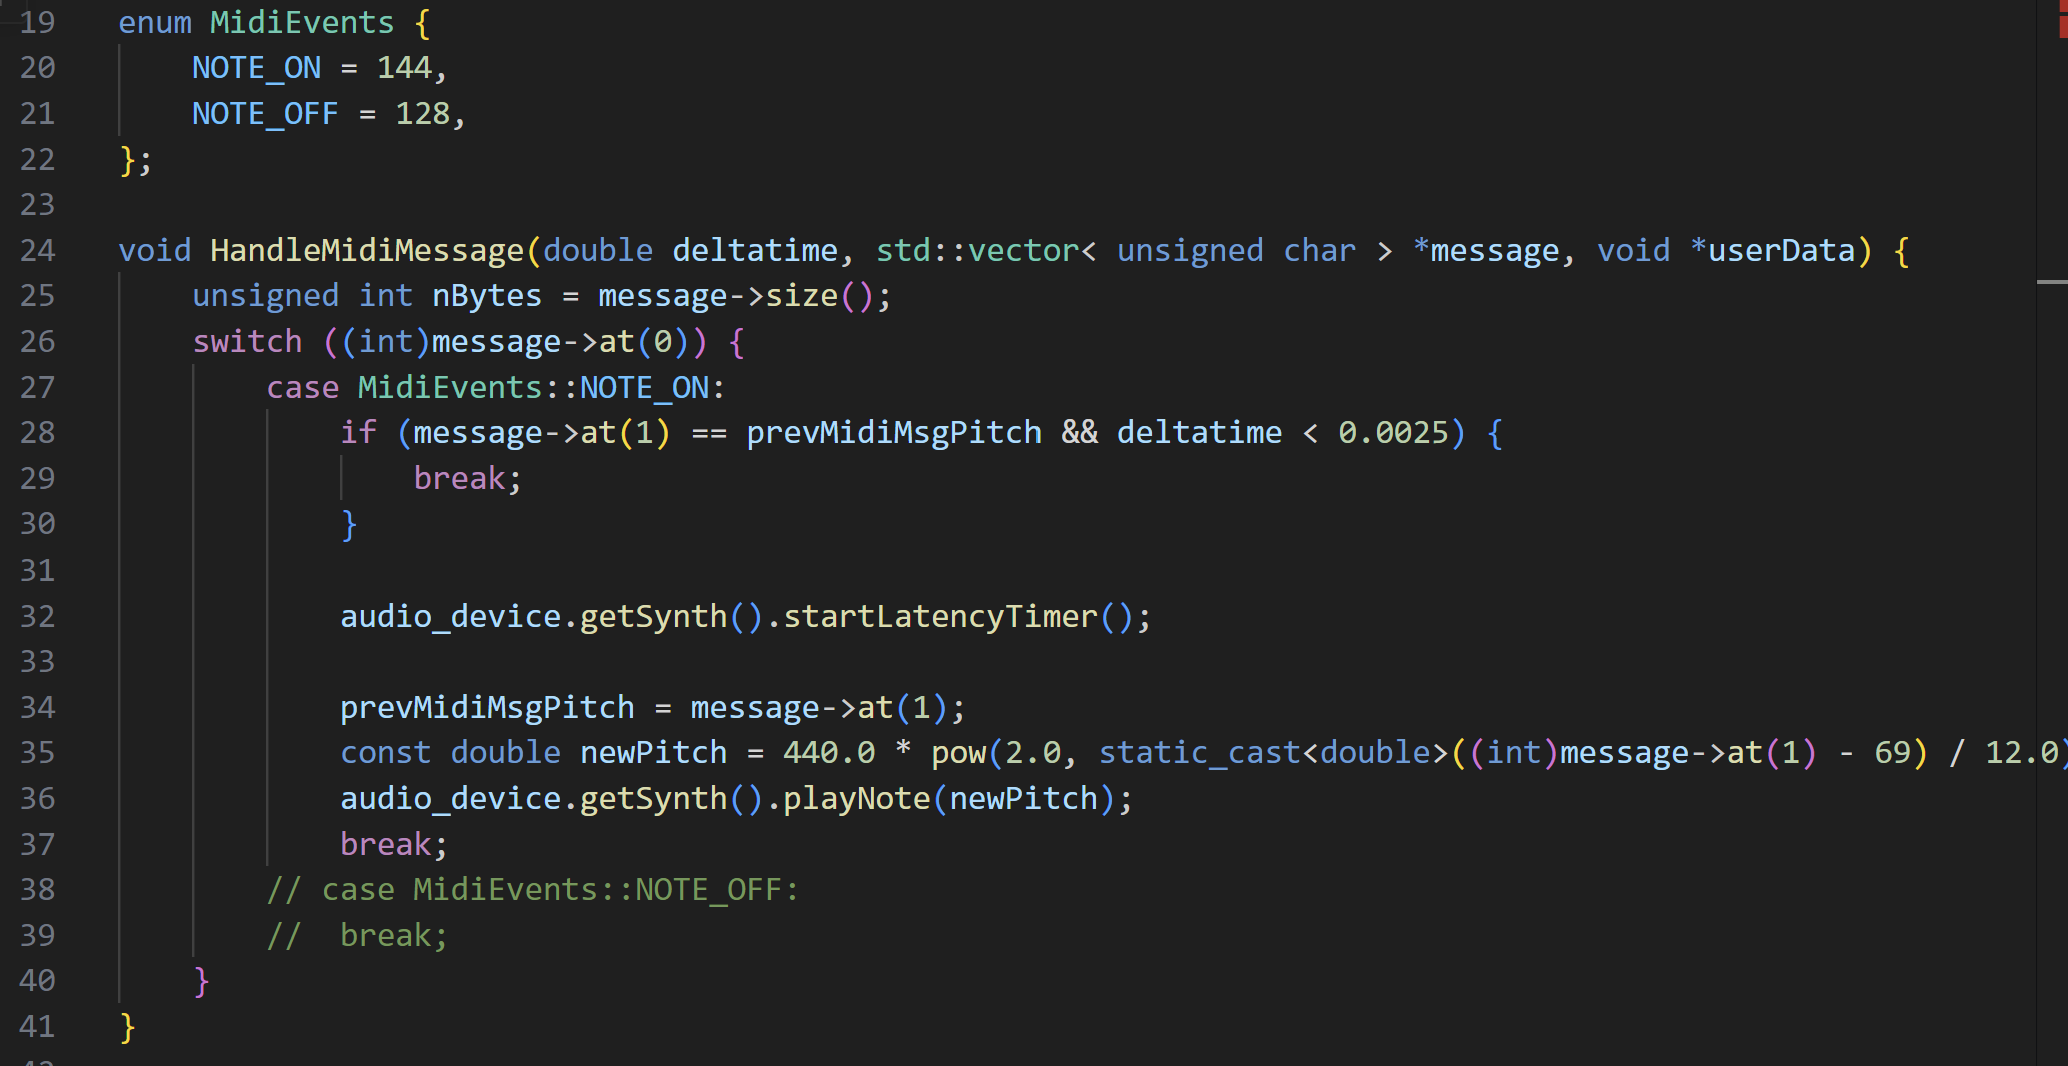 19 enum MidiEvents {
20     NOTE_ON = 144,
21     NOTE_OFF = 128,
22 };
23
24 void HandleMidiMessage(double deltatime, std::vector< unsigned char > *message, void *userData) {
25     unsigned int nBytes = message->size();
26     switch ((int)message->at(0)) {
27         case MidiEvents::NOTE_ON:
28             if (message->at(1) == prevMidiMsgPitch && deltatime < 0.0025) {
29                 break;
30             }
31
32             audio_device.getSynth().startLatencyTimer();
33
34             prevMidiMsgPitch = message->at(1);
35             const double newPitch = 440.0 * pow(2.0, static_cast<double>((int)message->at(1) - 69) / 12.0)
36             audio_device.getSynth().playNote(newPitch);
37             break;
38         // case MidiEvents::NOTE_OFF:
39         //  break;
40     }
41 }